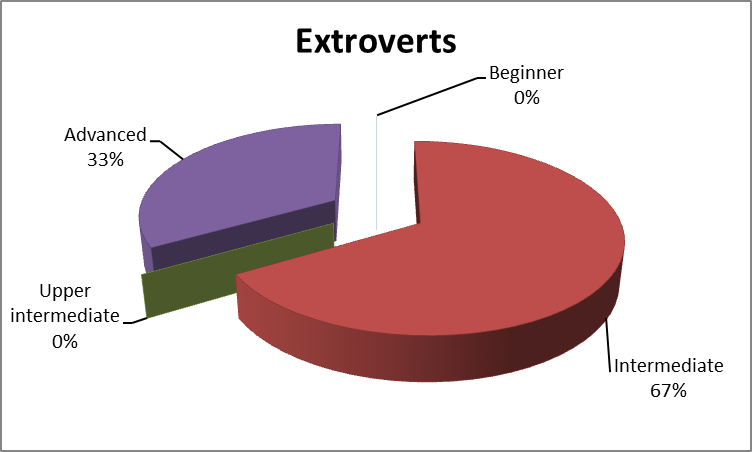 Extroverts
Beginner
0%
Advanced
33%
Upper
intermediate
0%
Intermediate
67%